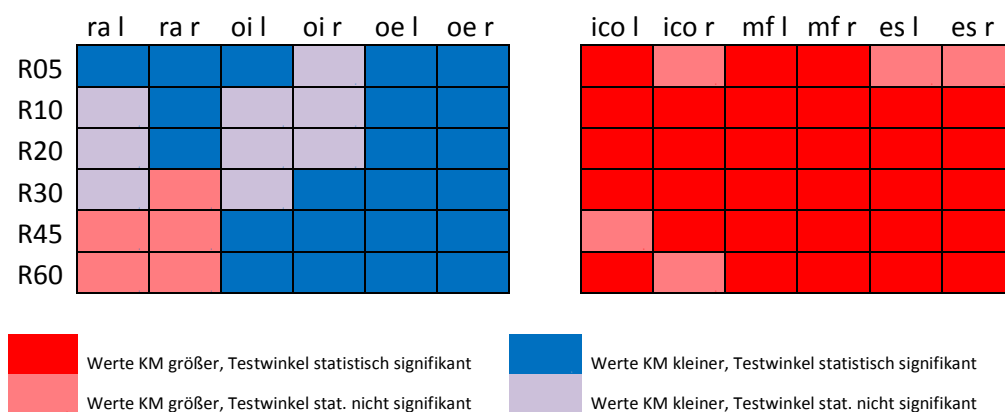 ra l ra r oi l oi r oe l oe r ico l ico r mf l mf r es l es r
R05
R10
R20
R30
R45
R60
Werte KM größer, Testwinkel statistisch signifikant Werte KM kleiner, Testwinkel statistisch signifikant
Werte KM größer, Testwinkel stat. nicht signifikant Werte KM kleiner, Testwinkel stat. nicht signifikant